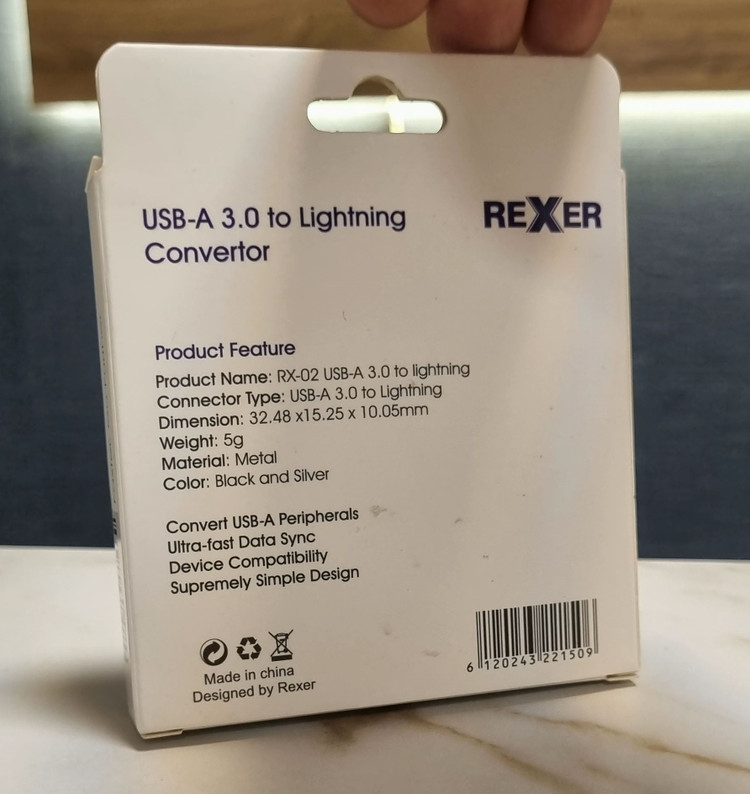 USB-A 3.0 to Lightning
Convertor
REXER
Product Feature
Product Name: RX-02 USB-A 3.0 to lightning
Connector Type: USB-A 3.0 to Lightning
Dimension: 32.48 x15.25 x 10.05mm
Weight: 5g
Material: Metal
Color: Black and Silver
Convert USB-A Peripherals
Ultra-fast Data Sync
Device Compatibility
Supremely Simple Design
Made in china
Designed by Rexer
6 120243 221509